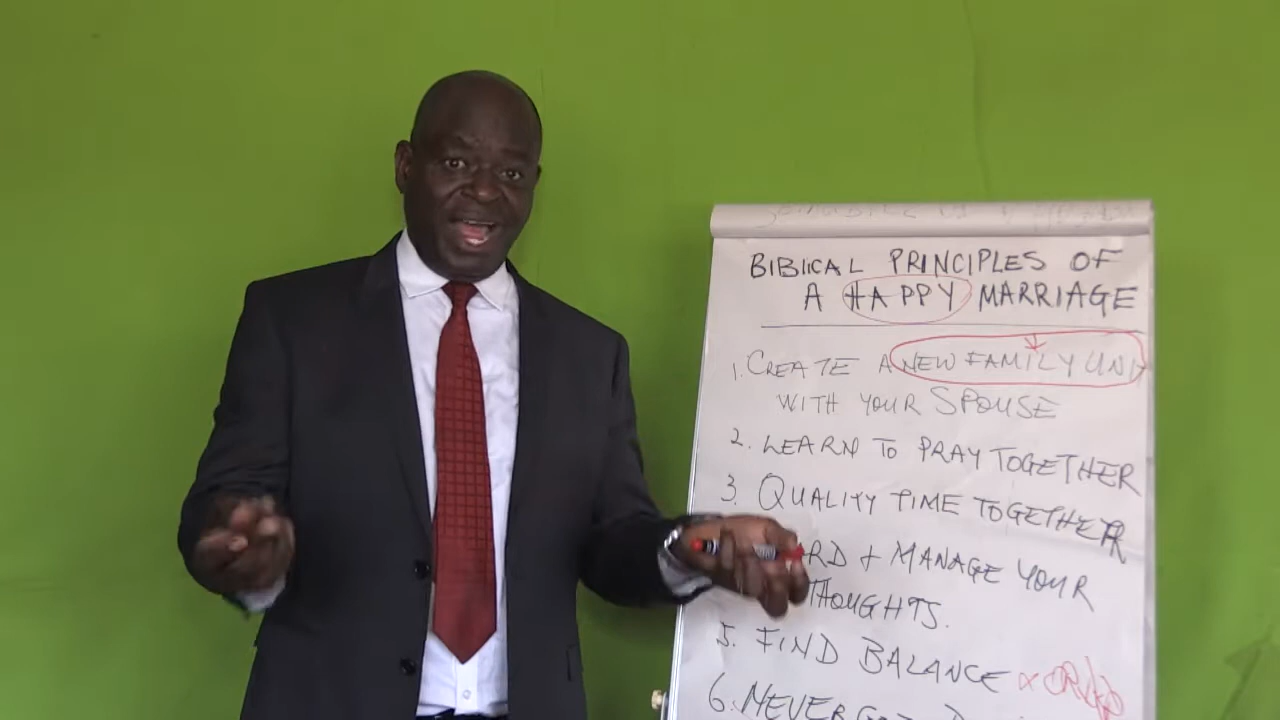 BIBLICAL PRINCIPLES OF
A HAPPY MARRIAGE
1. CREATE A NEW FAMILY UNI
WITH YOUR SPOUSE
2. LEARN TO PRAY TOGETHER
3. QUALITY TIME TOGETHER
RD + MANAGE YOUR
THOUGHTS.
5. FIND BALANCE
6. NEVER